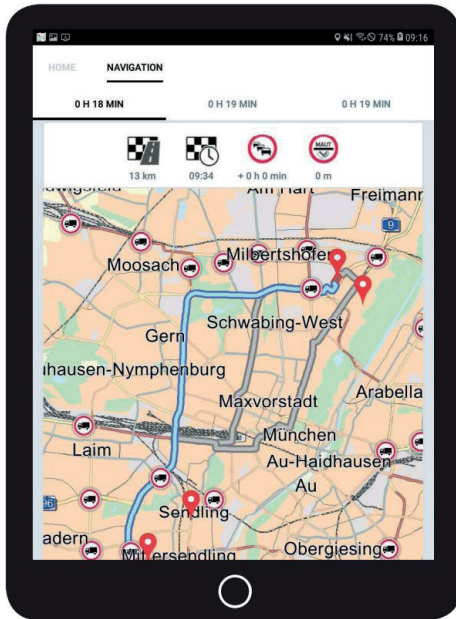 74% 09:16
HOME NAVIGATION
0 H 18 MIN 0 H 19 MIN 0 H 19 MIN
MAUT
13 km 09:34 + 0 h 0 min 0 m
Am Hart
Freimann
9
Milbertshofen
Moosach
Schwabing-West
Gern
hausen-Nymphenburg
Arabella
Maxvorstadt
München
Laim
Au-Haidhausen
Au
96
Sendling
adern
Mittersendling
Obergiesing